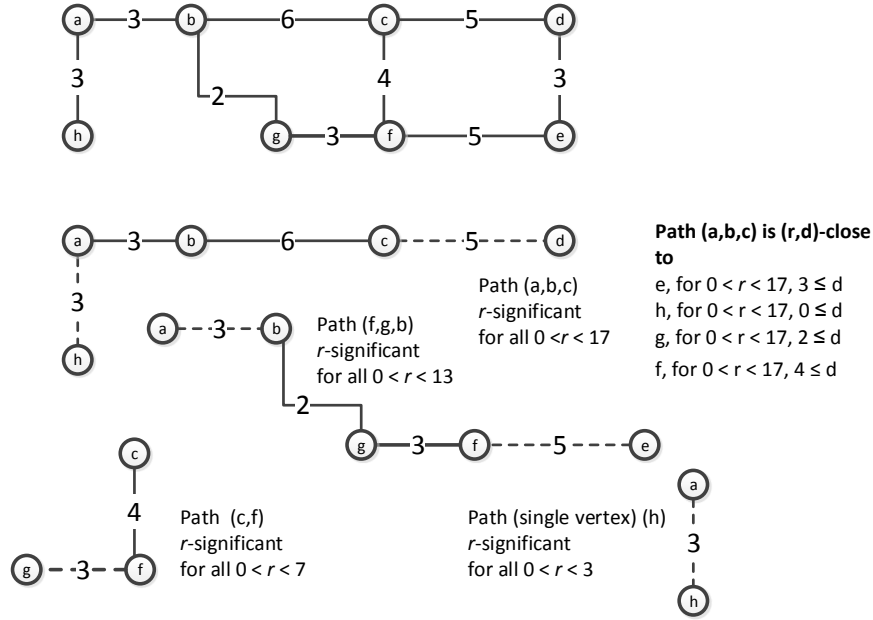 a 3 b 6 c 5 d
3 4 3
2
h g 3 f 5 e
a 3 b 6 c 5 d
3
h
Path (a,b,c)
r-significant
for all 0 <r < 17
Path (a,b,c) is (r,d)-close
to
e, for 0 < r < 17, 3 ≤ d
h, for 0 < r < 17, 0 ≤ d
g, for 0 < r < 17, 2 ≤ d
f, for 0 < r < 17, 4 ≤ d
a 3 b
2
g 3 f 5 e
Path (f,g,b)
r-significant
for all 0 < r < 13
c
4
g 3 f
Path (c,f)
r-significant
for all 0 < r < 7
Path (single vertex) (h)
r-significant
for all 0 < r < 3
a
3
h